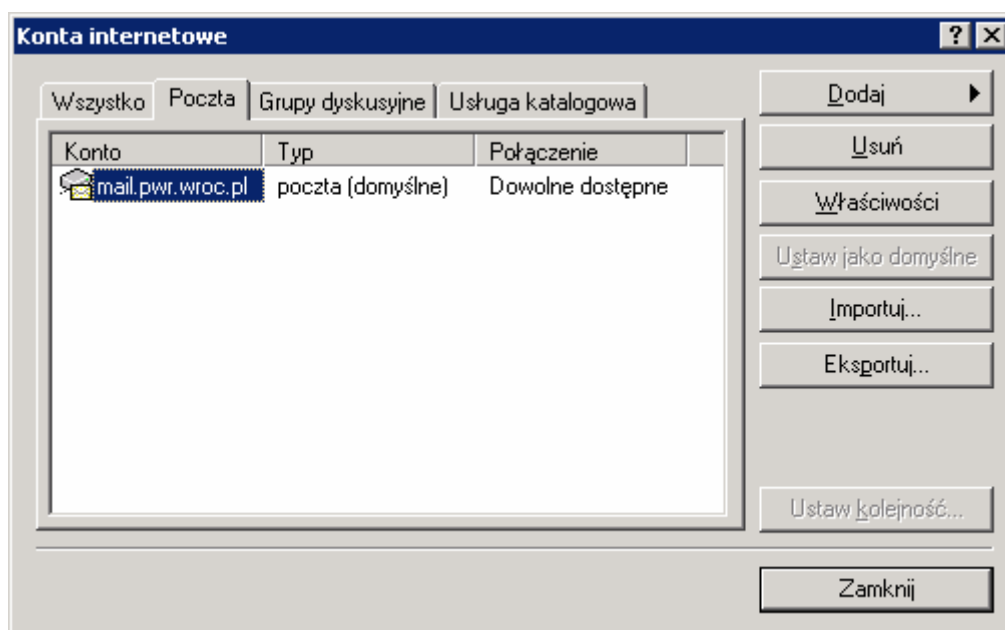 Konta internetowe
Wszystko Poczta Grupy dyskusyjne Usługa katalogowa
Konto Typ Połączenie
mail.pwr.wroc.pl poczta (domyślne) Dowolne dostępne
Dodaj
Usuń
Właściwości
Ustaw jako domyślne
Importuj...
Eksportuj...
Ustaw kolejność...
Zamknij